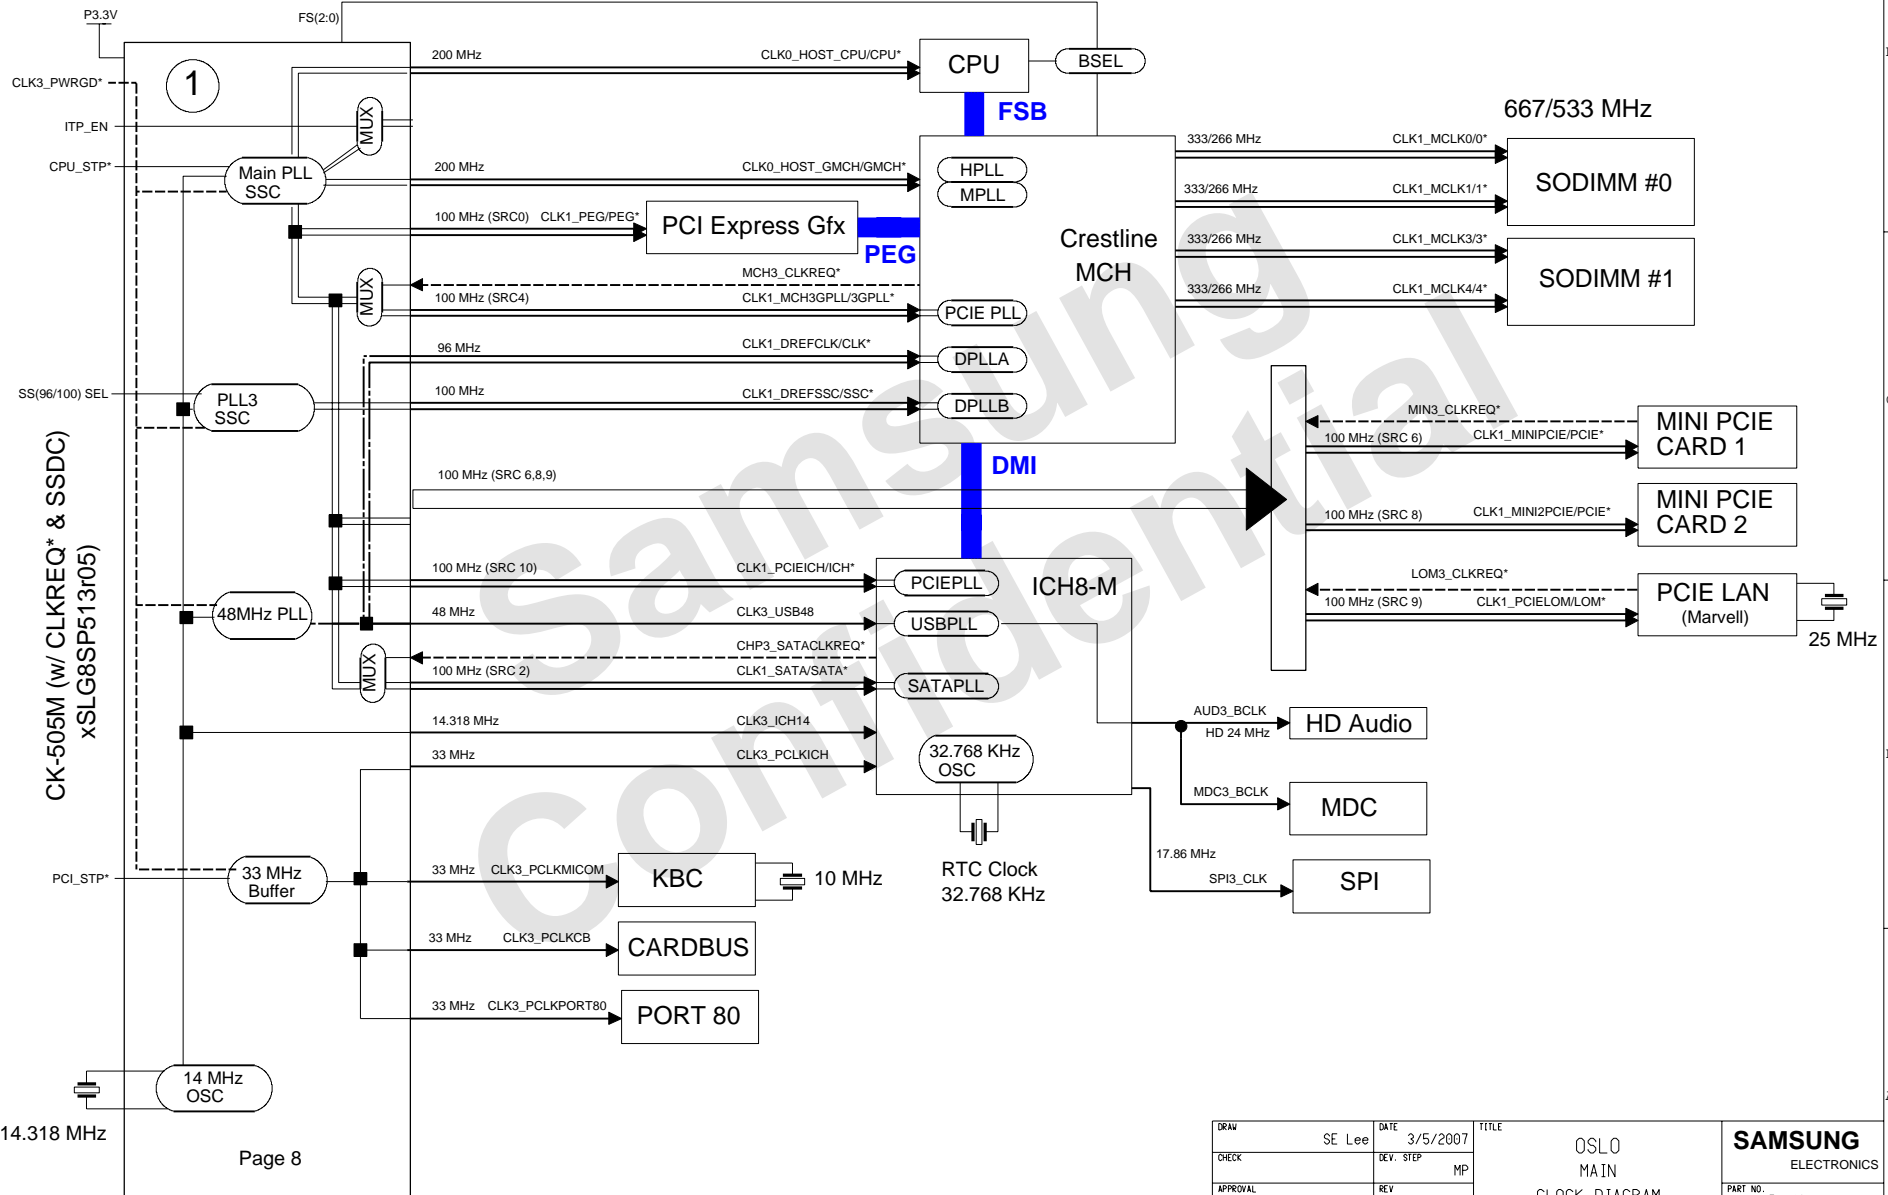 P3.3V
FS(2:0)
CLK3_PWRGD*
1
ITP_EN
CPU_STP*
MUX
Main PLL
SSC
200 MHz
CLK0_HOST_CPU/CPU*
CPU
BSEL
FSB
667/533 MHz
200 MHz
CLK0_HOST_GMCH/GMCH*
HPLL
MPLL
333/266 MHz
CLK1_MCLK0/0*
333/266 MHz
CLK1_MCLK1/1*
SODIMM #0
100 MHz (SRC0)
CLK1_PEG/PEG*
PCI Express Gfx
PEG
Crestline
MCH
333/266 MHz
CLK1_MCLK3/3*
333/266 MHz
CLK1_MCLK4/4*
SODIMM #1
MUX
MCH3_CLKREQ*
100 MHz (SRC4)
CLK1_MCH3GPLL/3GPLL*
PCIE PLL
96 MHz
CLK1_DREFCLK/CLK*
DPLLA
SS(96/100) SEL
PLL3
SSC
100 MHz
CLK1_DREFSSC/SSC*
DPLLB
CK-505M (w/ CLKREQ* & SSDC)
xSLG8SP513r05)
DMI
100 MHz (SRC 6,8,9)
MIN3_CLKREQ*
100 MHz (SRC 6)
CLK1_MINIPCIE/PCIE*
MINI PCIE
CARD 1
100 MHz (SRC 8)
CLK1_MINI2PCIE/PCIE*
MINI PCIE
CARD 2
LOM3_CLKREQ*
100 MHz (SRC 9)
CLK1_PCIELOM/LOM*
PCIE LAN
(Marvell)
25 MHz
100 MHz (SRC 10)
CLK1_PCIEICH/ICH*
PCIEPLL
ICH8-M
48MHz PLL
48 MHz
CLK3_USB48
USBPLL
MUX
CHP3_SATACLKREQ*
100 MHz (SRC 2)
CLK1_SATA/SATA*
SATAPLL
14.318 MHz
CLK3_ICH14
33 MHz
CLK3_PCLKICH
32.768 KHz
OSC
AUD3_BCLK
HD 24 MHz
HD Audio
MDC3_BCLK
MDC
17.86 MHz
SPI3_CLK
SPI
RTC Clock
32.768 KHz
PCI_STP*
33 MHz
Buffer
33 MHz
CLK3_PCLKMICOM
KBC
10 MHz
33 MHz
CLK3_PCLKCB
CARDBUS
33 MHz
CLK3_PCLKPORT80
PORT 80
14 MHz
OSC
14.318 MHz
Page 8
Samsung
Confidential
DRAW
SE Lee
DATE
3/5/2007
TITLE
OSLO
MAIN
CLOCK DIAGRAM
SAMSUNG
ELECTRONICS
CHECK
DEV. STEP
MP
APPROVAL
REV
PART NO.